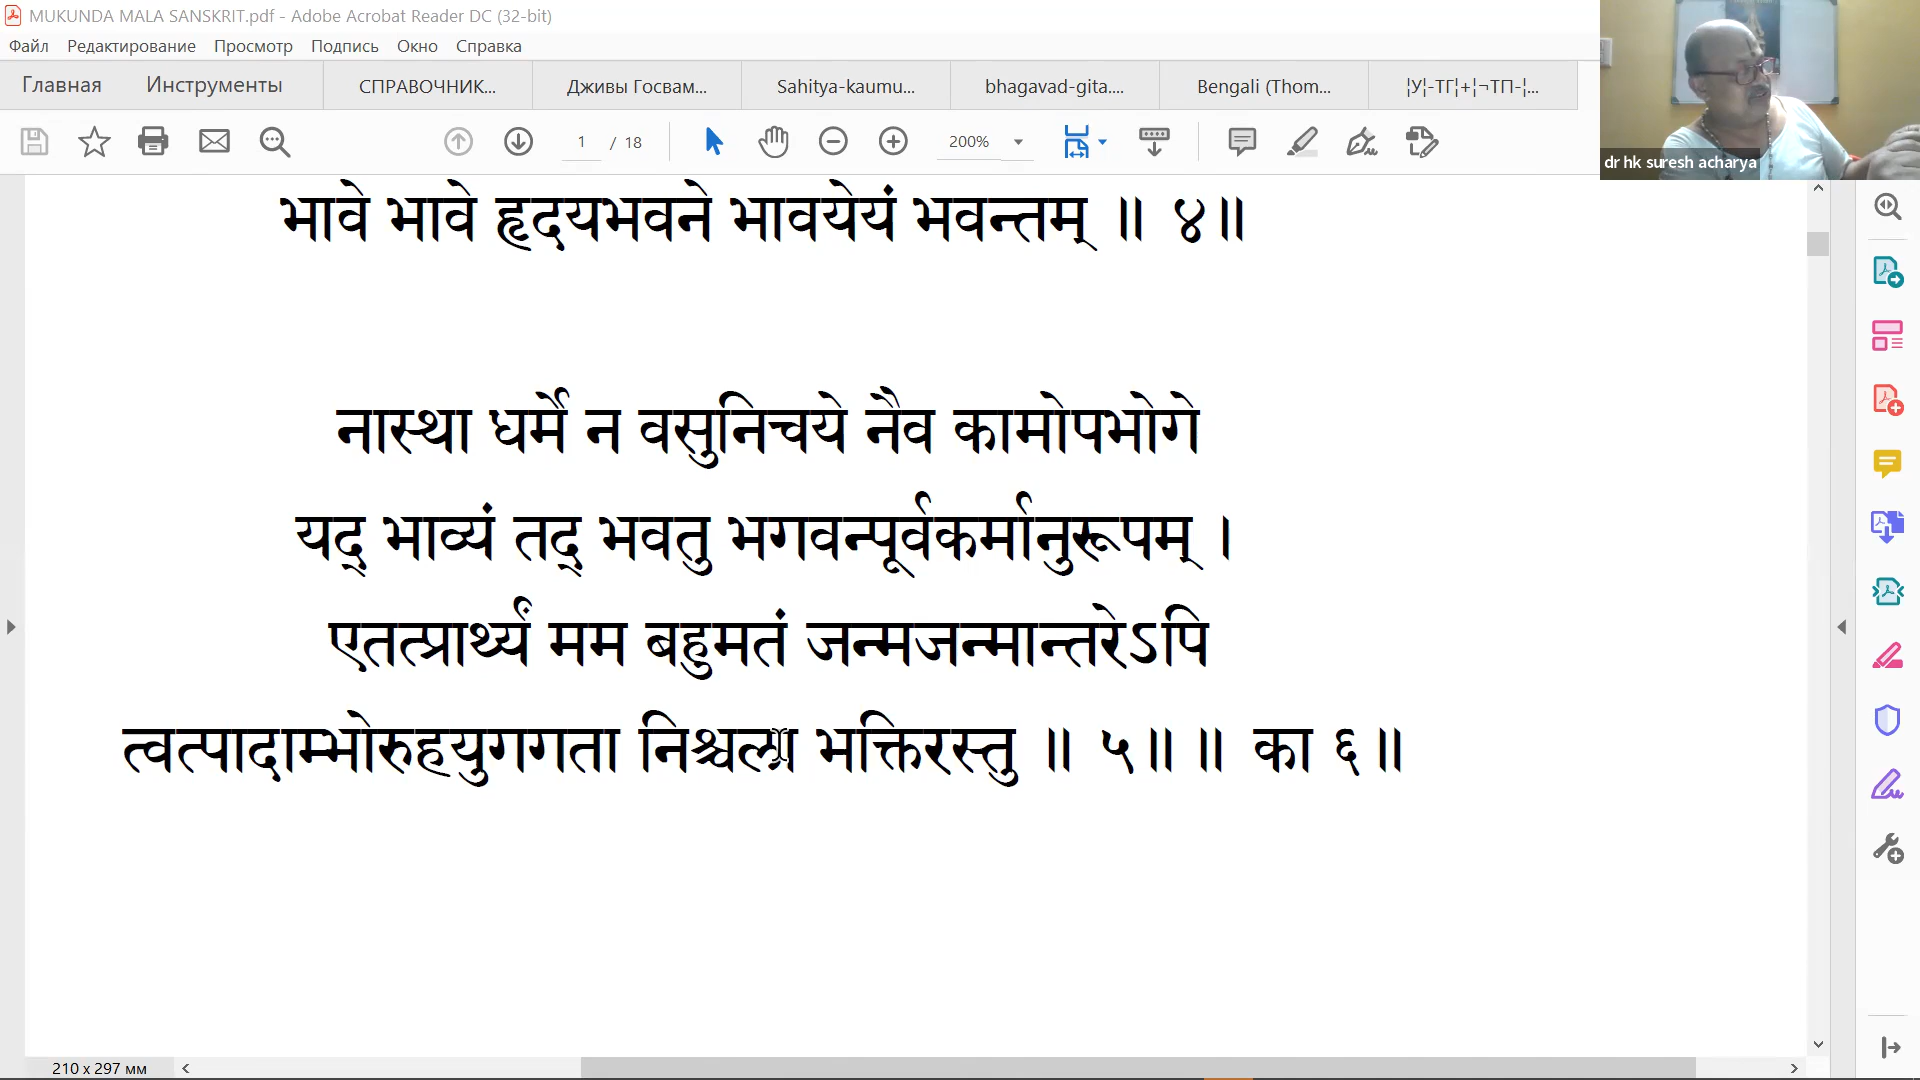 MUKUNDA MALA SANSKRIT.pdf - Adobe Acrobat Reader DC (32-bit)
Файл Редактирование Просмотр Подпись Окно Справка
Главная Инструменты СПРАВОЧНИК... Дживы Госвам... Sahitya-kaumu... bhagavad-gita.... Bengali (Thom... ¦У¦-ТГ¦+¦¬ТП-¦...
1 / 18 200%
dr hk suresh acharya
भावे भावे हृदयभवने भावयेयं भवन्तम् ॥ ४॥
नास्था धर्मे न वसुनिचये नैव कामोपभोगे
यद् भाव्यं तद् भवतु भगवन्पूर्वकर्मानुरूपम् ।
एतत्प्रार्थ्यं मम बहुमतं जन्मजन्मान्तरेऽपि
त्वत्पादाम्भोरुहयुगगता निश्चला भक्तिरस्तु ॥ ५॥ ॥ का ६॥
210 x 297 мм